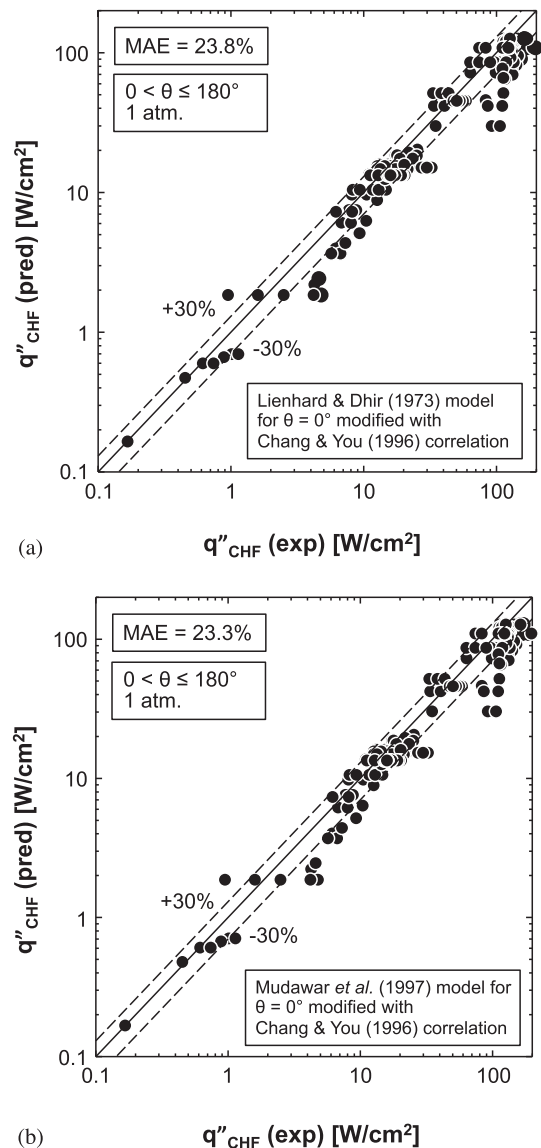 MAE = 23.8%
0 < θ ≤ 180°
1 atm.
+30%
-30%
Lienhard & Dhir (1973) model
for θ = 0° modified with
Chang & You (1996) correlation
q″CHF (pred) [W/cm²]
100
10
1
0.1
0.1 1 10 100
q″CHF (exp) [W/cm²]
(a)
MAE = 23.3%
0 < θ ≤ 180°
1 atm.
+30%
-30%
Mudawar et al. (1997) model for
θ = 0° modified with
Chang & You (1996) correlation
q″CHF (pred) [W/cm²]
100
10
1
0.1
0.1 1 10 100
q″CHF (exp) [W/cm²]
(b)